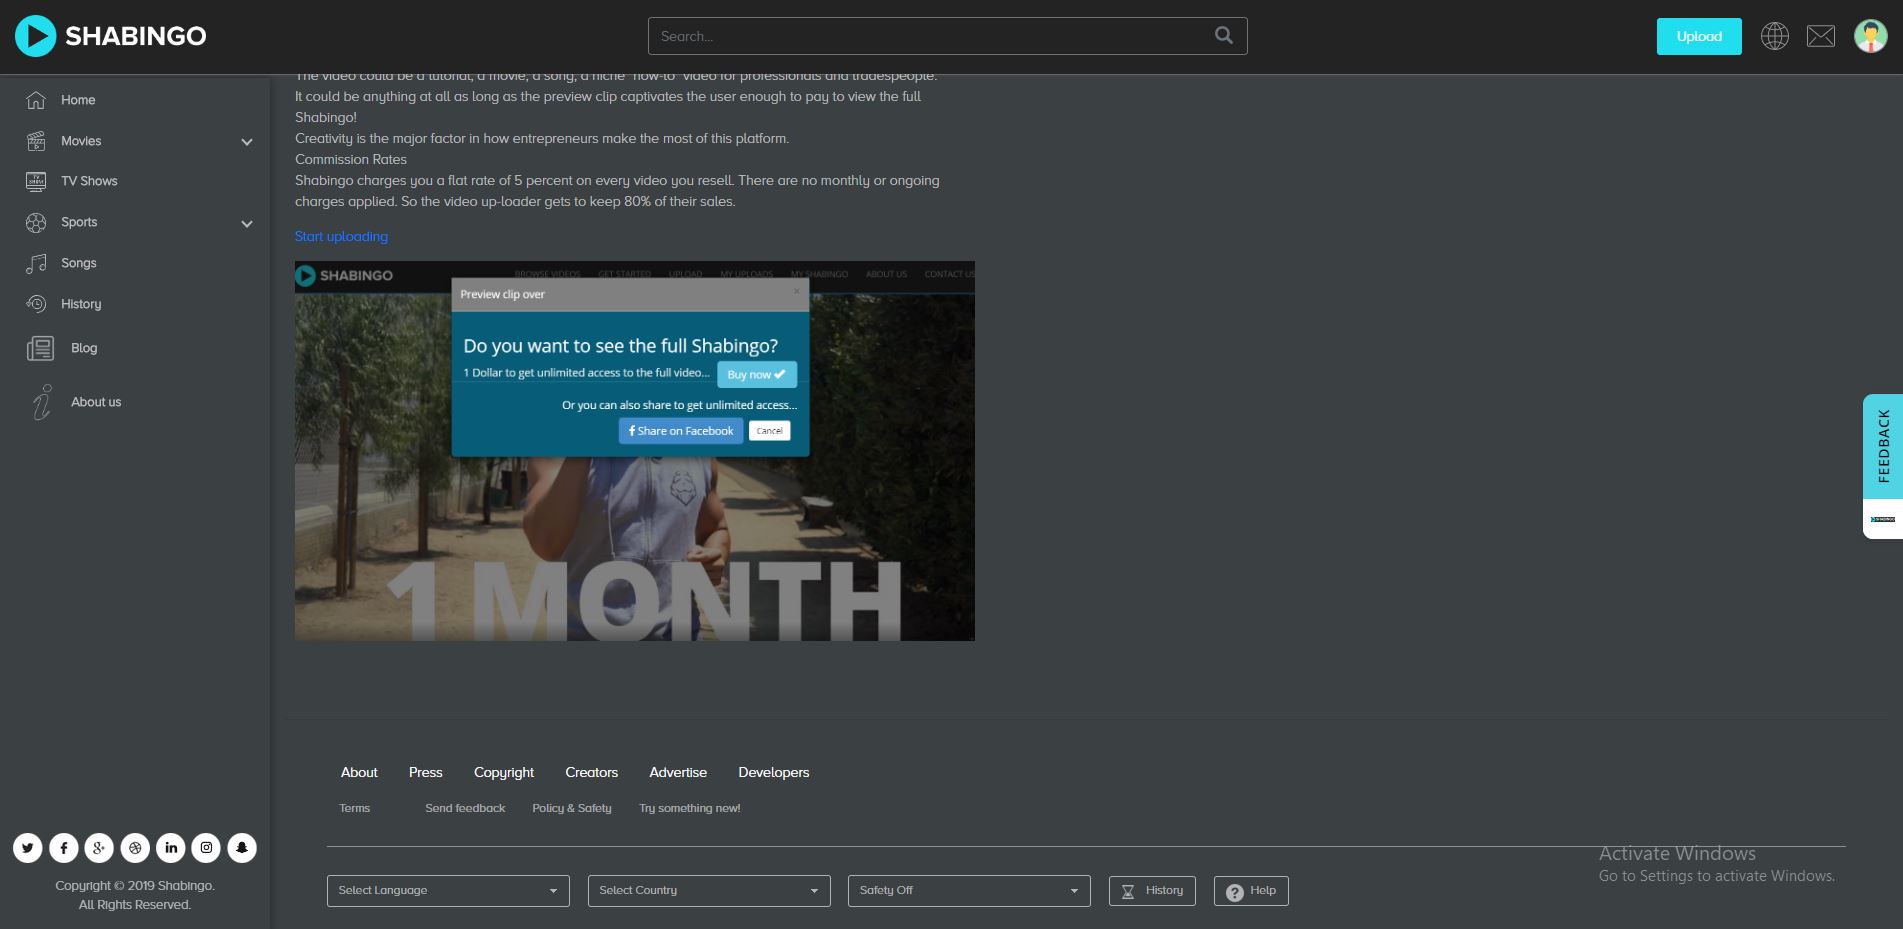 SHABINGO
Search...
Upload
Home
Movies
TV Shows
Sports
Songs
History
Blog
About us
The video could be a tutorial, a movie, a song, a niche "how-to" video for professionals and tradespeople.
It could be anything at all as long as the preview clip captivates the user enough to pay to view the full
Shabingo!
Creativity is the major factor in how entrepreneurs make the most of this platform.
Commission Rates
Shabingo charges you a flat rate of 5 percent on every video you resell. There are no monthly or ongoing
charges applied. So the video up-loader gets to keep 80% of their sales.
Start uploading
SHABINGO
BROWSE VIDEOS GET STARTED UPLOAD MY UPLOADS MY SHABINGO ABOUT US CONTACT US
Preview clip over ×
Do you want to see the full Shabingo?
1 Dollar to get unlimited access to the full video... Buy now
Or you can also share to get unlimited access...
f Share on Facebook Cancel
1 MONTH
FEEDBACK
SHABINGO
About Press Copyright Creators Advertise Developers
Terms Send feedback Policy & Safety Try something new!
Copyright © 2019 Shabingo.
All Rights Reserved.
Select Language Select Country Safety Off History Help
Activate Windows
Go to Settings to activate Windows.